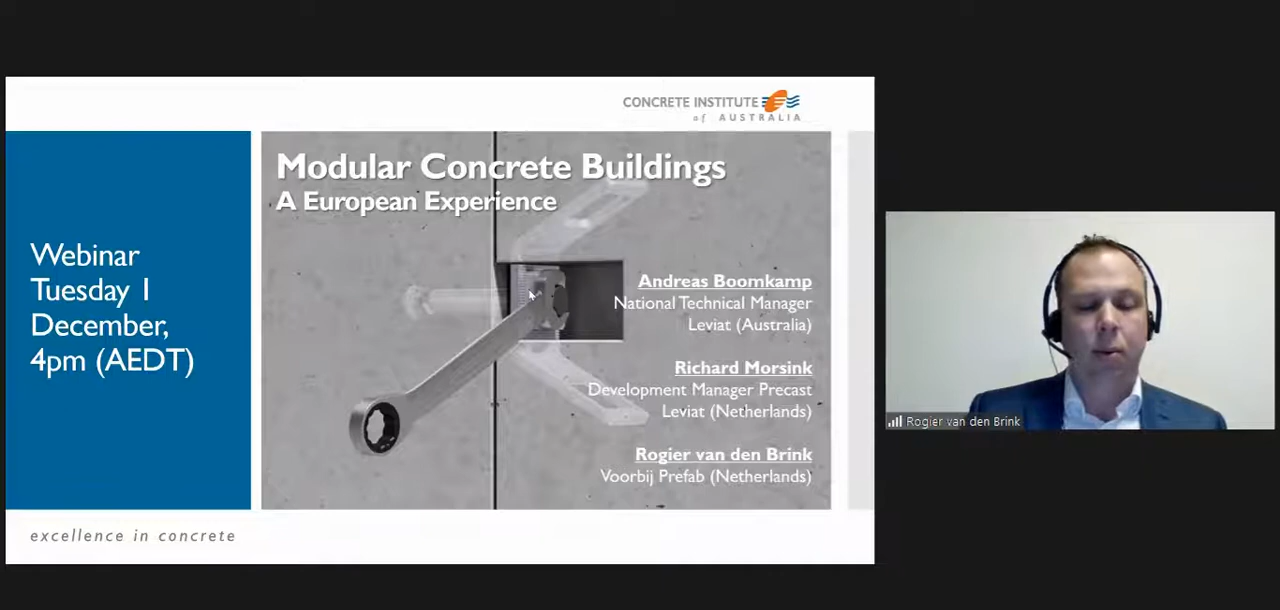 CONCRETE INSTITUTE
of AUSTRALIA
Modular Concrete Buildings
A European Experience
Webinar
Tuesday 1
December,
4pm (AEDT)
Andreas Boomkamp
National Technical Manager
Leviat (Australia)
Richard Morsink
Development Manager Precast
Leviat (Netherlands)
Rogier van den Brink
Voorbij Prefab (Netherlands)
excellence in concrete
Rogier van den Brink